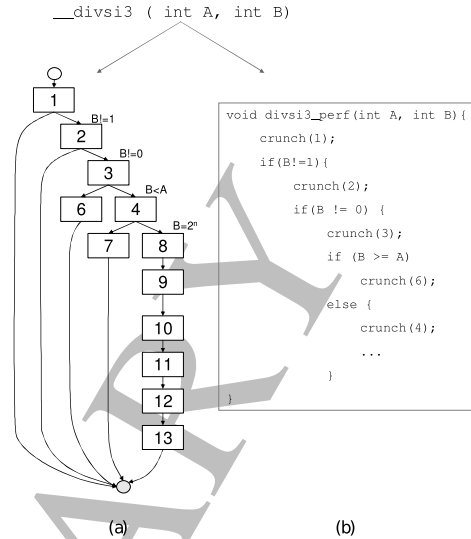 __divsi3 ( int A, int B)
1
B!=1
2
B!=0
3
B<A
6
4
B=2ⁿ
7
8
9
10
11
12
13
(a)
void divsi3_perf(int A, int B){
crunch(1);
if(B!=1){
crunch(2);
if(B != 0) {
crunch(3);
if (B >= A)
crunch(6);
else {
crunch(4);
...
}
}
(b)